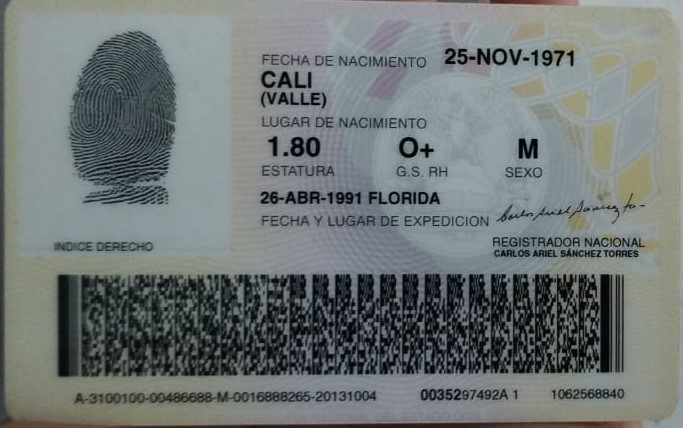 FECHA DE NACIMIENTO 25-NOV-1971
CALI
(VALLE)
LUGAR DE NACIMIENTO
1.80 O+ M
ESTATURA G.S. RH SEXO
26-ABR-1991 FLORIDA
FECHA Y LUGAR DE EXPEDICION
INDICE DERECHO
REGISTRADOR NACIONAL
CARLOS ARIEL SÁNCHEZ TORRES
A-3100100-00486688-M-0016888265-20131004 0035297492A 1 1062568840